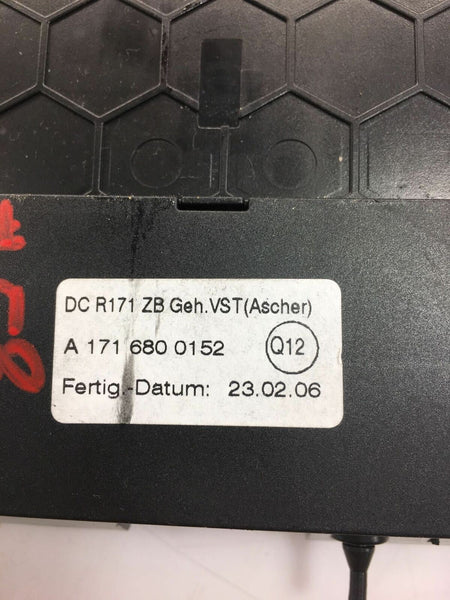 DC R171 ZB Geh.VST(Ascher)
A 171 680 0152 Q12
Fertig.-Datum: 23.02.06